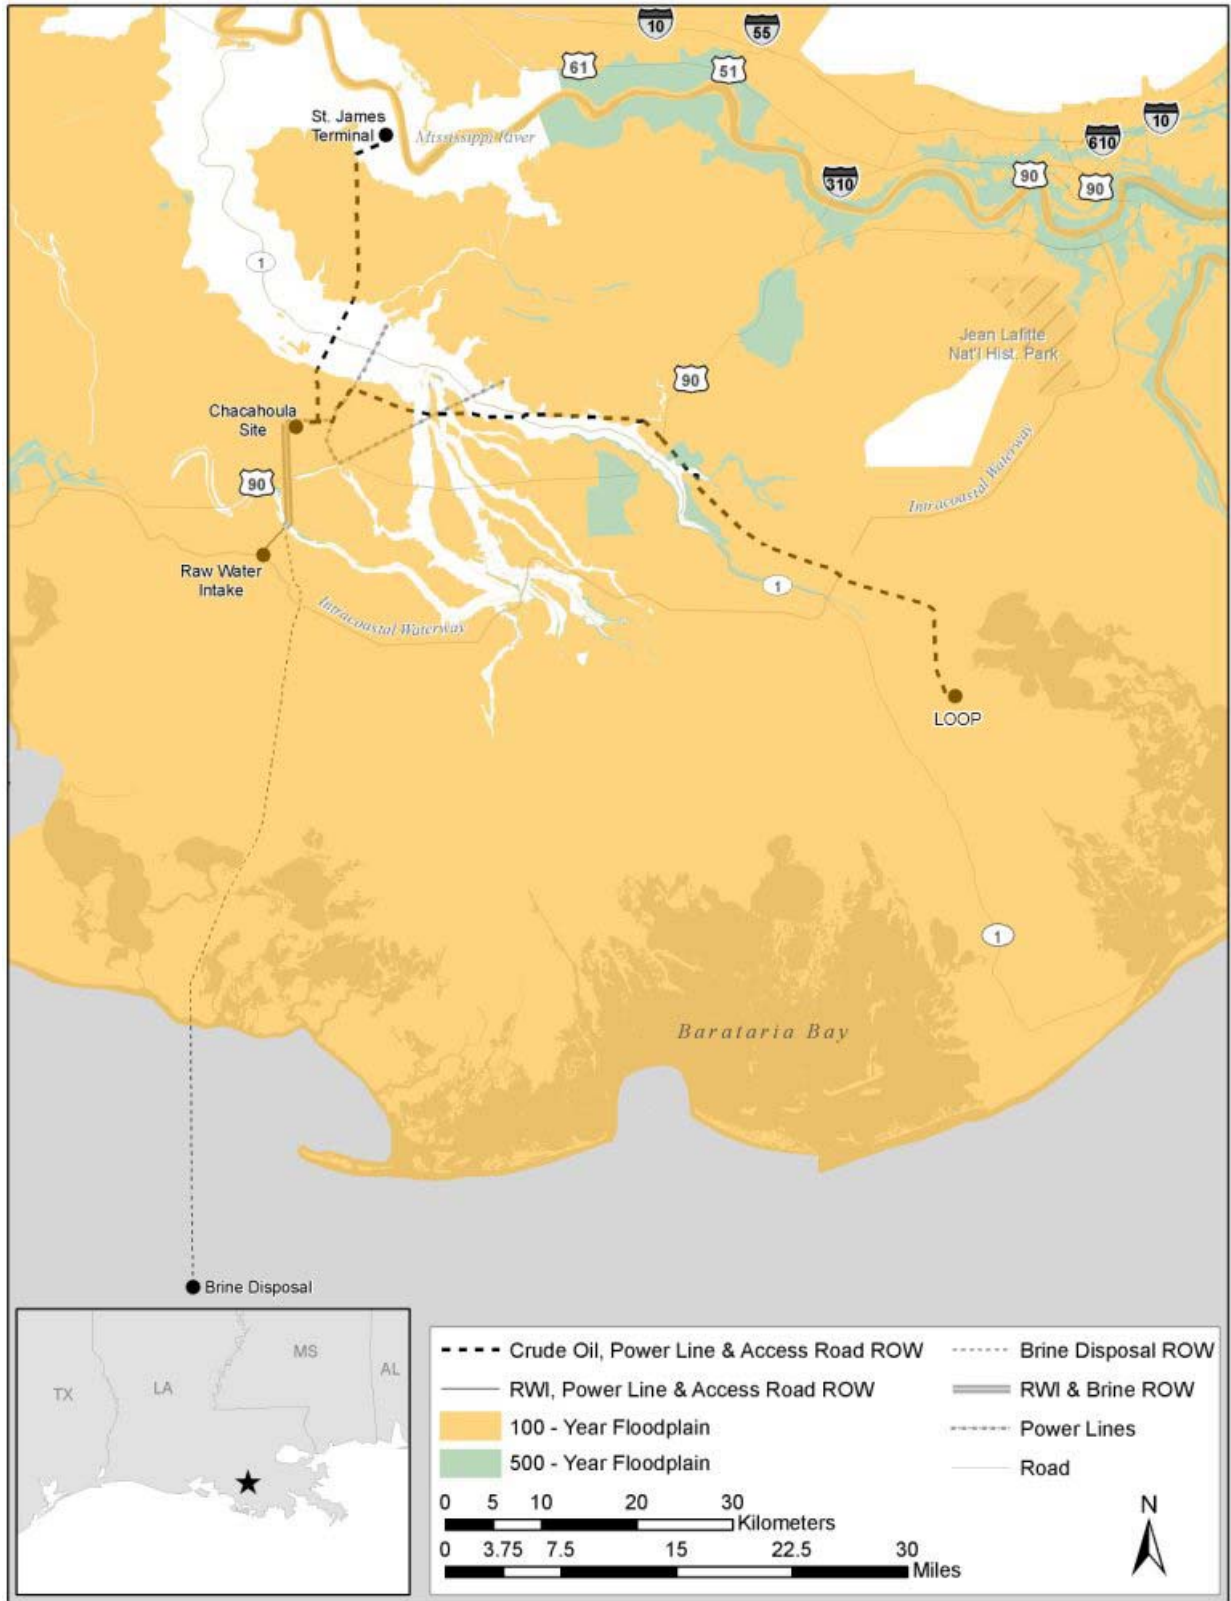 10
55
61
51
St. James
Terminal
Mississippi River
10
610
310
90
90
1
Jean Lafitte
Nat'l Hist. Park
90
Chacahoula
Site
90
Intracoastal Waterway
Raw Water
Intake
1
Intracoastal Waterway
LOOP
1
Barataria Bay
Brine Disposal
TX
LA
MS
AL
Crude Oil, Power Line & Access Road ROW
RWI, Power Line & Access Road ROW
100 - Year Floodplain
500 - Year Floodplain
Brine Disposal ROW
RWI & Brine ROW
Power Lines
Road
0 5 10 20 30
Kilometers
0 3.75 7.5 15 22.5 30
Miles
N